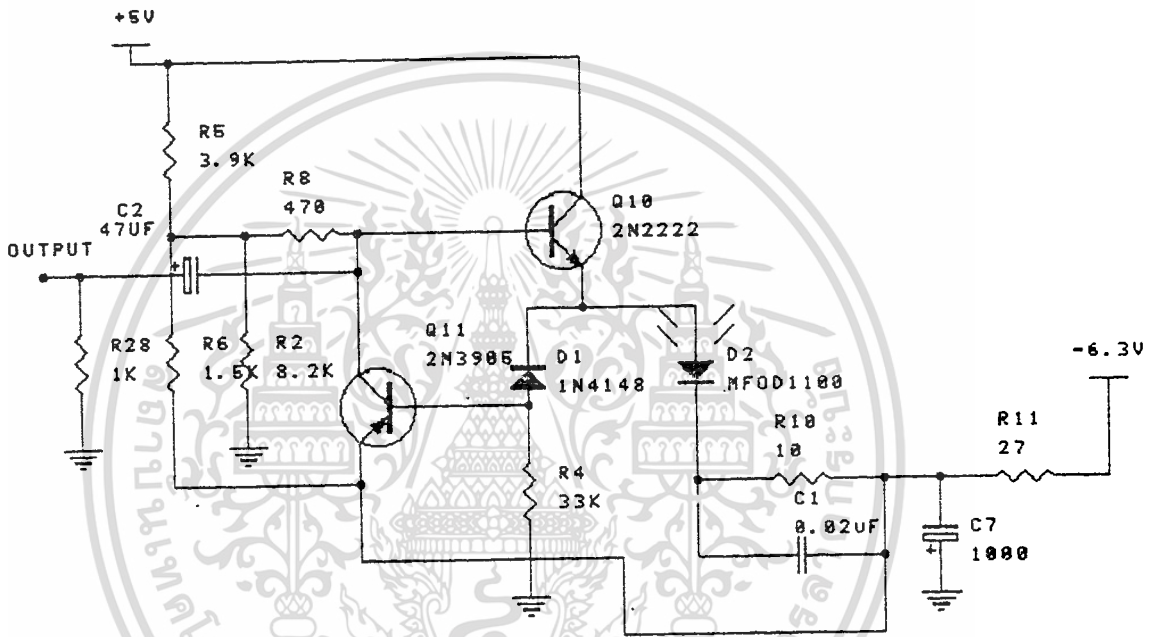 +5V
R5
3.9K
R8
470
C2
47UF
OUTPUT
+
Q10
2N2222
R28
1K
R6
1.5K
R2
8.2K
Q11
2N3905
D1
1N4148
D2
MFOD1100
-6.3V
R10
10
R11
27
R4
33K
C1
0.02uF
C7
1000
+